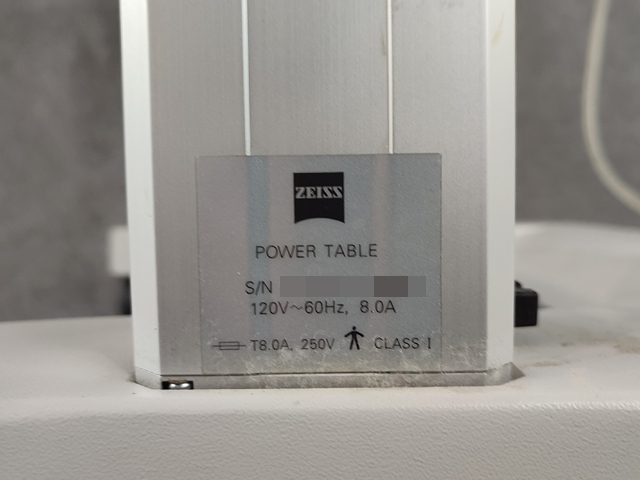 ZEISS
POWER TABLE
S/N
120V~60Hz, 8.0A
T8.0A, 250V CLASS I